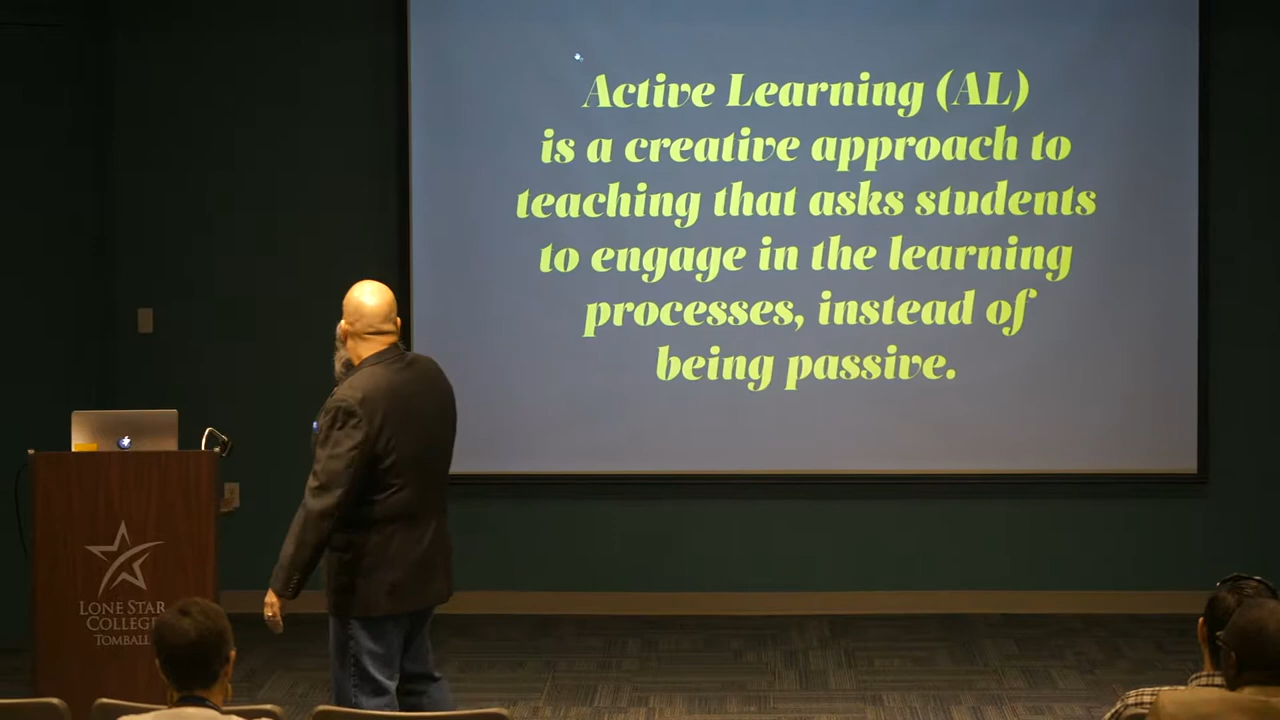 Active Learning (AL)
is a creative approach to
teaching that asks students
to engage in the learning
processes, instead of
being passive.
LONE STAR
COLLEGE
TOMBALL